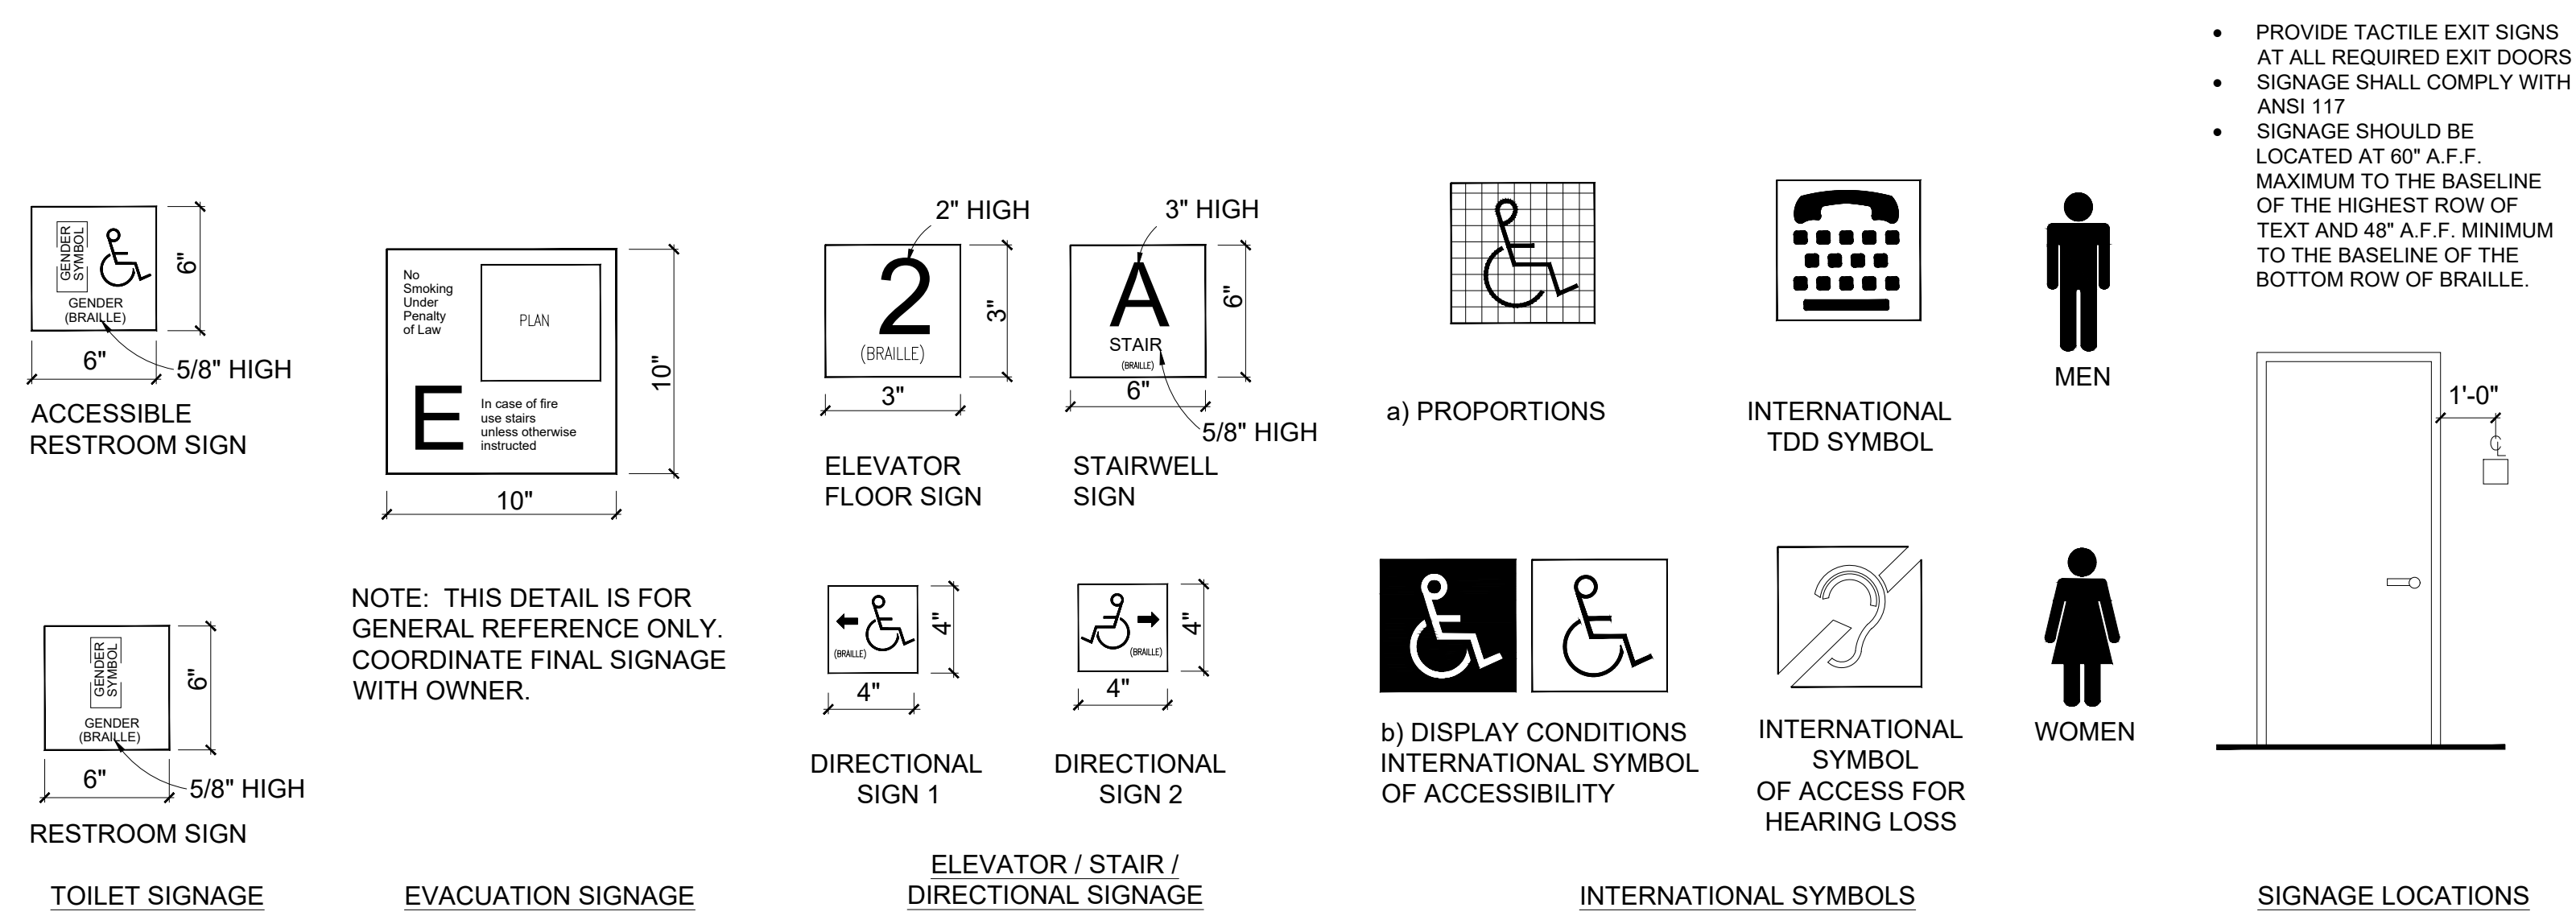 GENDER
SYMBOL
GENDER
(BRAILLE)
6"
6"
5/8" HIGH
ACCESSIBLE
RESTROOM SIGN
GENDER
SYMBOL
GENDER
(BRAILLE)
6"
6"
5/8" HIGH
RESTROOM SIGN
TOILET SIGNAGE
No
Smoking
Under
Penalty
of Law
PLAN
E
In case of fire
use stairs
unless otherwise
instructed
10"
10"
NOTE: THIS DETAIL IS FOR
GENERAL REFERENCE ONLY.
COORDINATE FINAL SIGNAGE
WITH OWNER.
EVACUATION SIGNAGE
2" HIGH
2
(BRAILLE)
3"
3"
ELEVATOR
FLOOR SIGN
3" HIGH
A
STAIR
(BRAILLE)
6"
6"
5/8" HIGH
STAIRWELL
SIGN
(BRAILLE)
4"
4"
DIRECTIONAL
SIGN 1
(BRAILLE)
4"
4"
DIRECTIONAL
SIGN 2
ELEVATOR / STAIR /
DIRECTIONAL SIGNAGE
a) PROPORTIONS
INTERNATIONAL
TDD SYMBOL
MEN
b) DISPLAY CONDITIONS
INTERNATIONAL SYMBOL
OF ACCESSIBILITY
INTERNATIONAL
SYMBOL
OF ACCESS FOR
HEARING LOSS
WOMEN
INTERNATIONAL SYMBOLS
• PROVIDE TACTILE EXIT SIGNS
AT ALL REQUIRED EXIT DOORS
• SIGNAGE SHALL COMPLY WITH
ANSI 117
• SIGNAGE SHOULD BE
LOCATED AT 60" A.F.F.
MAXIMUM TO THE BASELINE
OF THE HIGHEST ROW OF
TEXT AND 48" A.F.F. MINIMUM
TO THE BASELINE OF THE
BOTTOM ROW OF BRAILLE.
1'-0"
CL
SIGNAGE LOCATIONS